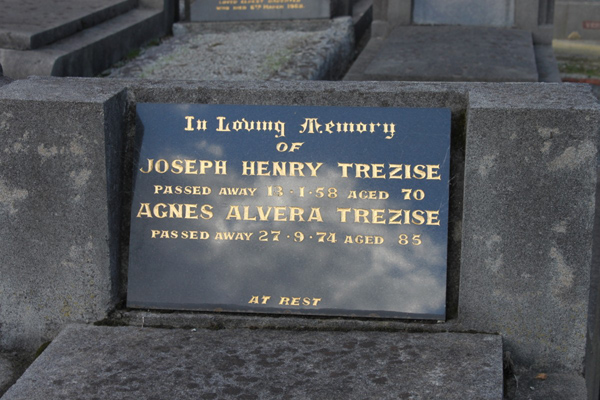 In Loving Memory
OF
JOSEPH HENRY TREZISE
PASSED AWAY 13·1·58 AGED 70
AGNES ALVERA TREZISE
PASSED AWAY 27·9·74 AGED 85
AT REST